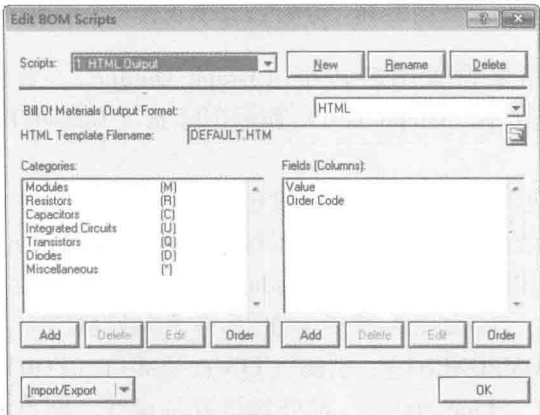 Edit BOM Scripts
Scripts: 1 HTML Output New Rename Delete
Bill Of Materials Output Format: HTML
HTML Template Filename: DEFAULT.HTM
Categories: Fields (Columns):
Modules (M) Value
Resistors (R) Order Code
Capacitors (C)
Integrated Circuits (U)
Transistors (Q)
Diodes (D)
Miscellaneous (*)
Add Delete Edit Order Add Delete Edit Order
Import/Export OK